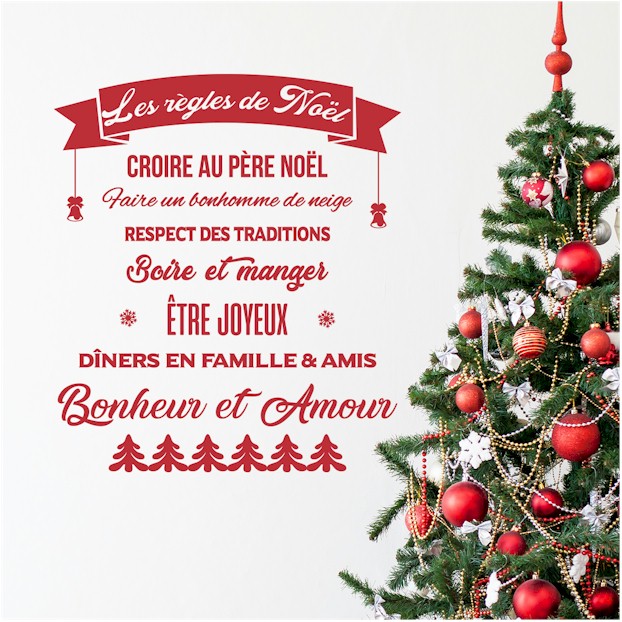 Les règles de Noël
CROIRE AU PÈRE NOËL
Faire un bonhomme de neige
RESPECT DES TRADITIONS
Boire et manger
ÊTRE JOYEUX
DÎNERS EN FAMILLE & AMIS
Bonheur et Amour